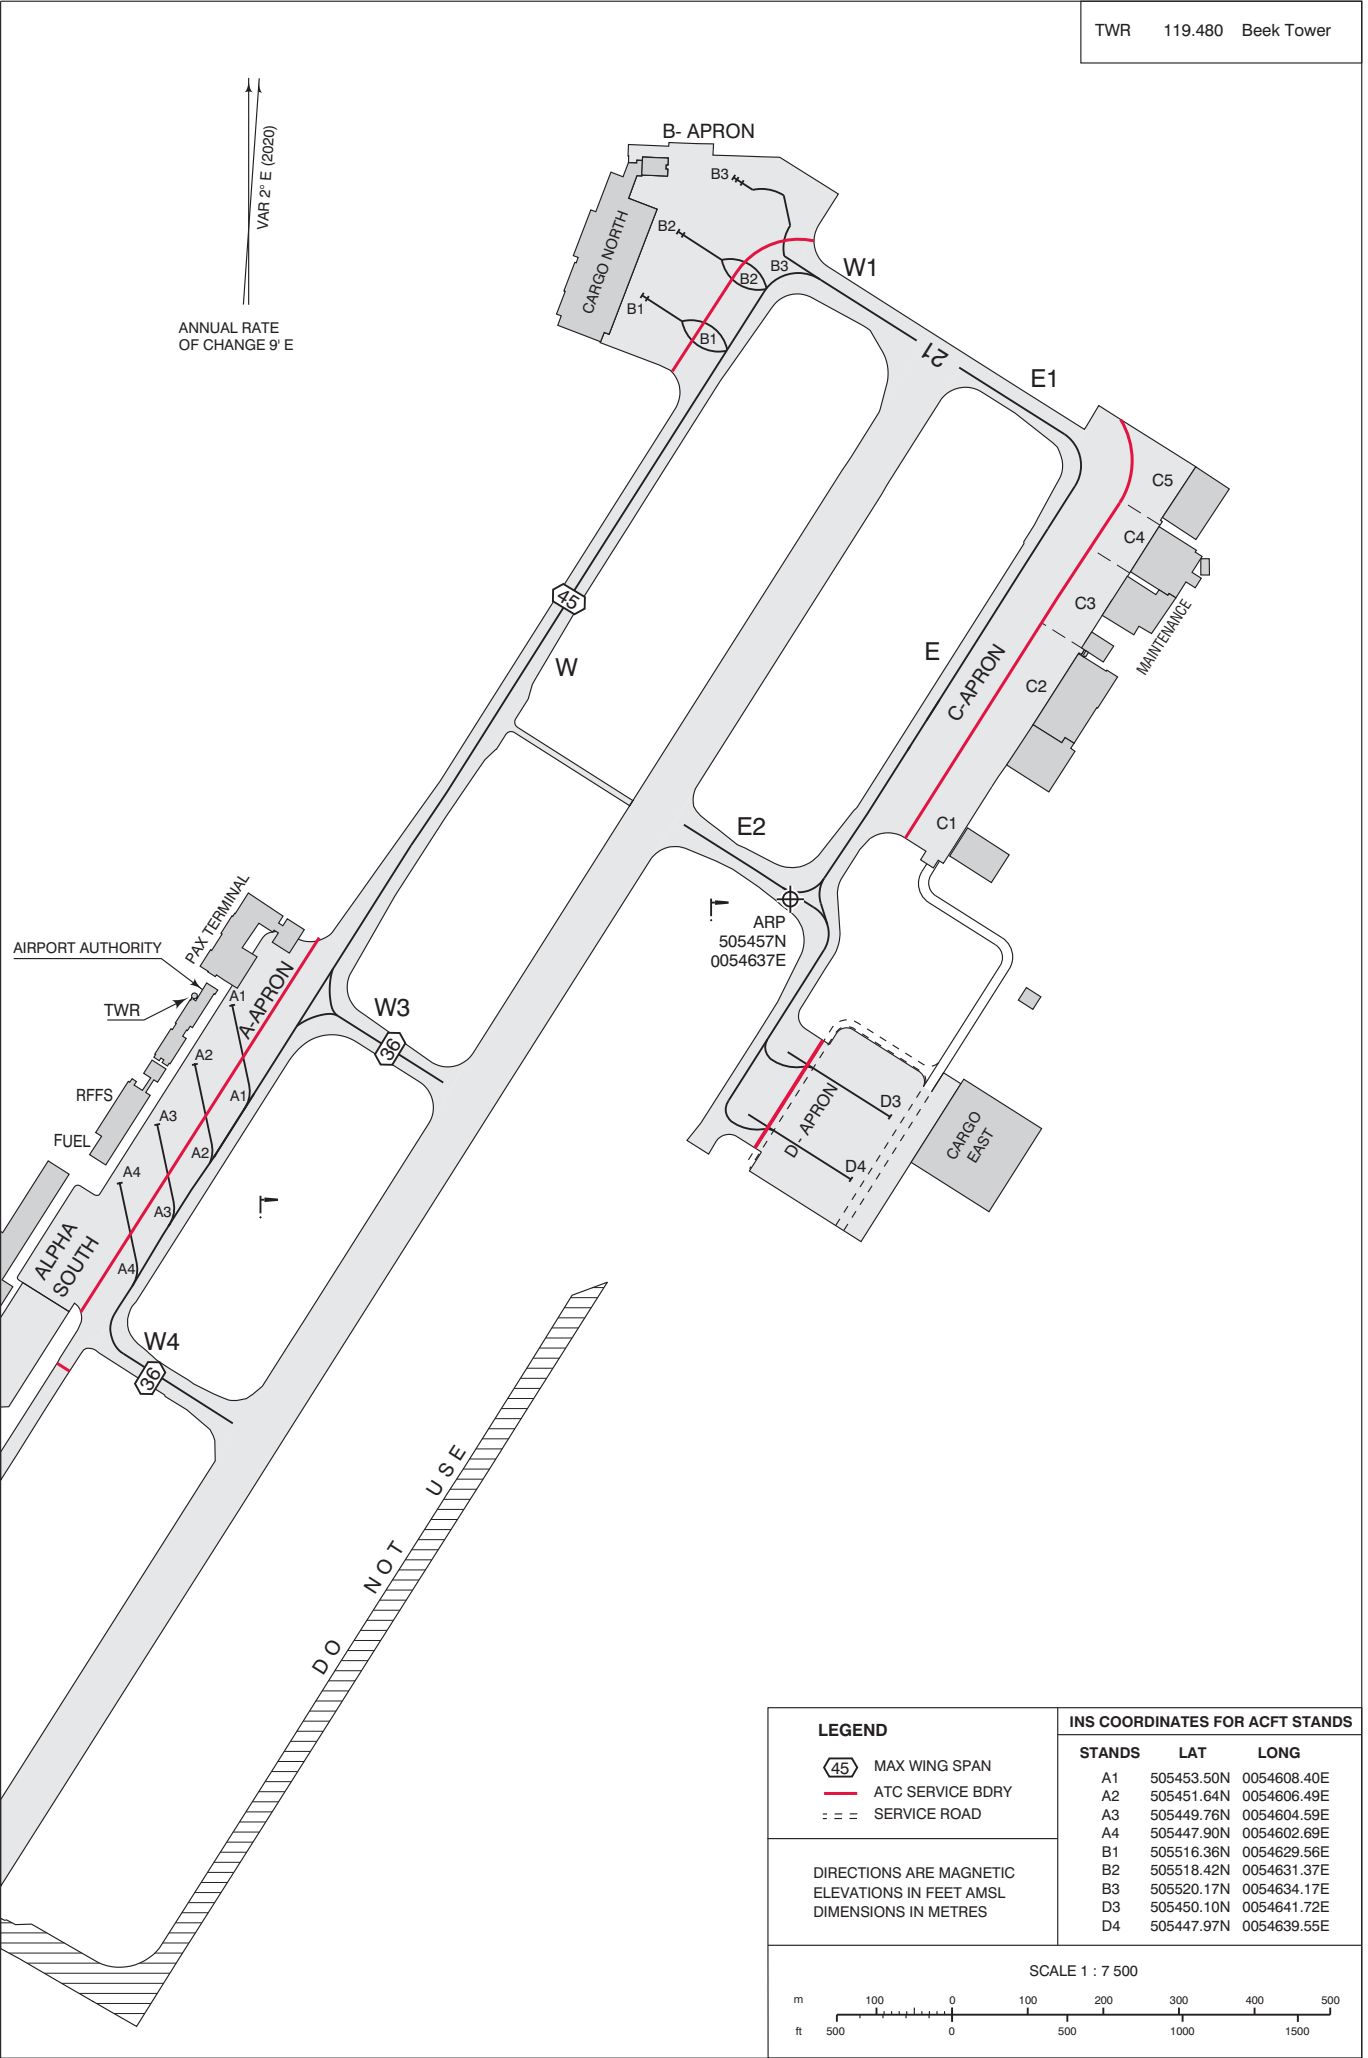 TWR 119.480 Beek Tower
VAR 2° E (2020)
ANNUAL RATE
OF CHANGE 9' E
B- APRON
B3
B2
B1
CARGO NORTH
B3
B2
B1
W1
21
E1
C5
C4
C3
C2
C1
MAINTENANCE
C-APRON
E
45
W
E2
ARP
505457N
0054637E
PAX TERMINAL
AIRPORT AUTHORITY
TWR
A-APRON
A1
A2
A3
A4
A1
A2
A3
A4
RFFS
FUEL
ALPHA
SOUTH
W3
36
W4
36
D - APRON
D3
D4
CARGO
EAST
DO NOT USE
LEGEND
45 MAX WING SPAN
ATC SERVICE BDRY
SERVICE ROAD
DIRECTIONS ARE MAGNETIC
ELEVATIONS IN FEET AMSL
DIMENSIONS IN METRES
INS COORDINATES FOR ACFT STANDS
STANDS LAT LONG
A1 505453.50N 0054608.40E
A2 505451.64N 0054606.49E
A3 505449.76N 0054604.59E
A4 505447.90N 0054602.69E
B1 505516.36N 0054629.56E
B2 505518.42N 0054631.37E
B3 505520.17N 0054634.17E
D3 505450.10N 0054641.72E
D4 505447.97N 0054639.55E
SCALE 1 : 7 500
m 100 0 100 200 300 400 500
ft 500 0 500 1000 1500